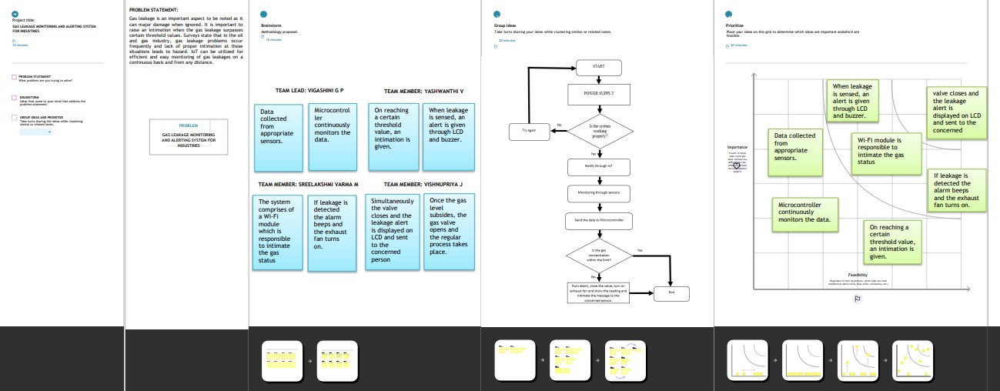 Project title:
GAS LEAKAGE MONITORING AND ALERTING SYSTEM
FOR INDUSTRIES
15 minutes
PROBLEM STATEMENT
What problem are you trying to solve?
BRAINSTORM
Ideas that come to your mind that address the
problem statement.
GROUP IDEAS AND PRIORITIZE
Take turns sharing the ideas while clustering
similar or related notes.
PROBLEM STATEMENT:
Gas leakage is an important aspect to be noted as it
can major damage when ignored. It is important to
raise an intimation when the gas leakage surpasses
certain threshold values. Surveys state that in the oil
and gas industry, gas leakage problems occur
frequently and lack of proper intimation at those
situations leads to hazard. IoT can be utilized for
efficient and easy monitoring of gas leakages on a
continuous basis and from any distance.
PROBLEM
GAS LEAKAGE MONITORING
AND ALERTING SYSTEM FOR
INDUSTRIES
Brainstorm
Methodology proposed.
15 minutes
TEAM LEAD: VIGASHINI G P
Data
collected
from
appropriate
sensors.
Microcontrol
ler
continuously
monitors the
data.
TEAM MEMBER: YASHWANTHI V
On reaching
a certain
threshold
value, an
intimation is
given.
When leakage
is sensed, an
alert is given
through LCD
and buzzer.
TEAM MEMBER: SREELAKSHMI VARMA M
The system
comprises of
a Wi-Fi
module
which is
responsible
to intimate
the gas
status
If leakage is
detected
the alarm
beeps and
the exhaust
fan turns
on.
TEAM MEMBER: VISHNUPRIYA J
Simultaneously
the valve
closes and the
leakage alert
is displayed on
LCD and sent
to the
concerned
person
Once the gas
level
subsides, the
gas valve
opens and
the regular
process takes
place.
Group ideas
Take turns sharing your ideas while clustering similar or related notes.
20 minutes
START
POWER SUPPLY
Is the system
working
properly?
No
Try again
Yes
Notify through IoT
Monitoring through sensors
Send the data to Microcontroller
Is the gas
concentration
within the limit?
Yes
No
Burn alarm, close the valve, turn on
exhaust fan and show the reading and
intimate the message to the
concerned person.
End
Prioritize
Place your ideas on this grid to determine which ideas are important and which are
feasible.
20 minutes
Importance
When leakage
is sensed, an
alert is given
through LCD
and buzzer.
valve closes and
the leakage
alert is
displayed on LCD
and sent to the
concerned
Data collected
from
appropriate
sensors.
Wi-Fi module is
responsible to
intimate the gas
status
If leakage is
detected the
alarm beeps and
the exhaust fan
turns on.
Microcontroller
continuously
monitors the data.
On reaching a
certain
threshold value,
an intimation is
given.
Feasibility